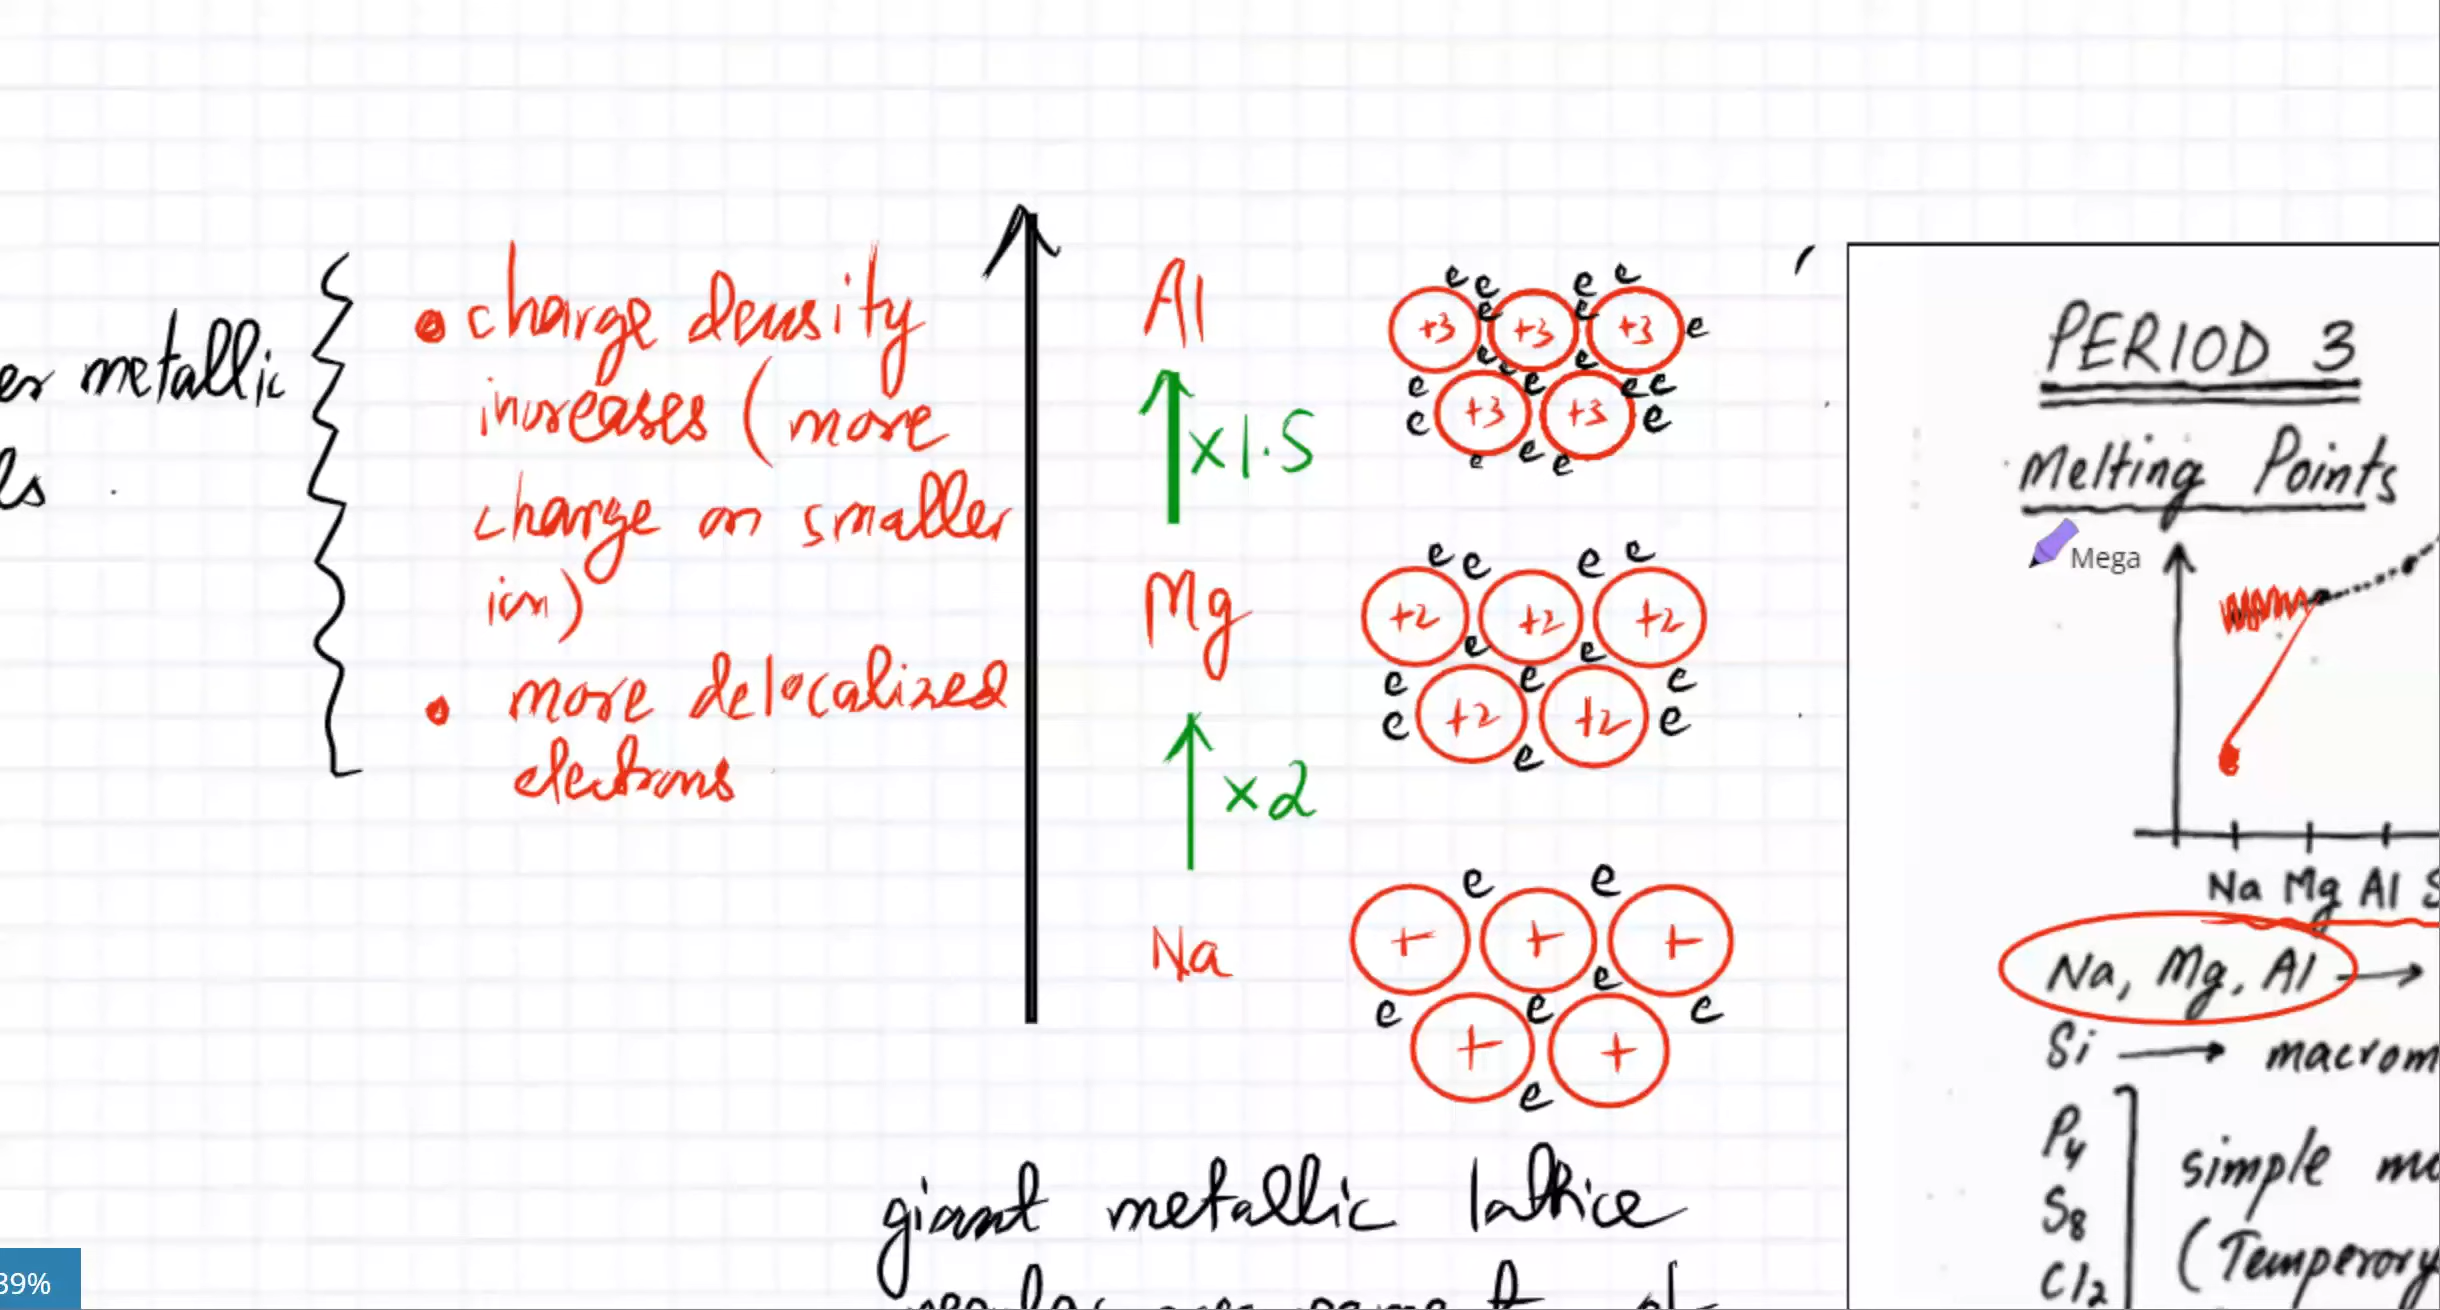 er metallic
ls
• charge density
increases (more
charge on smaller
ion)
• more delocalized
electrons
Al
×1.5
Mg
×2
Na
e e e e
+3 e +3 e +3 e
e e e
e e e e
e +3 +3 e
e e e
e e e e
+2 +2 +2
e e
e e e
e +2 +2 e
e
e e
+ + +
e
e e e
+ +
e
giant metallic lattice
PERIOD 3
Melting Points
Mega
Na Mg Al S
Na, Mg, Al →
Si → macrom
P4
S8
Cl2
simple mo
(Temperory
39%